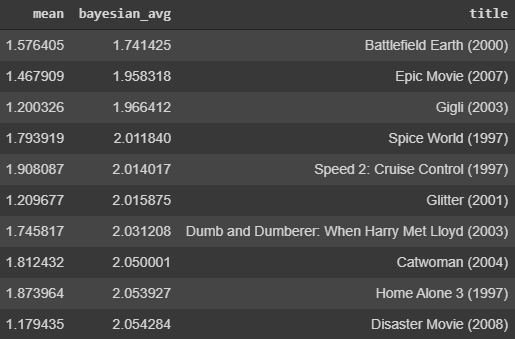 mean bayesian_avg title
1.576405 1.741425 Battlefield Earth (2000)
1.467909 1.958318 Epic Movie (2007)
1.200326 1.966412 Gigli (2003)
1.793919 2.011840 Spice World (1997)
1.908087 2.014017 Speed 2: Cruise Control (1997)
1.209677 2.015875 Glitter (2001)
1.745817 2.031208 Dumb and Dumberer: When Harry Met Lloyd (2003)
1.812432 2.050001 Catwoman (2004)
1.873964 2.053927 Home Alone 3 (1997)
1.179435 2.054284 Disaster Movie (2008)